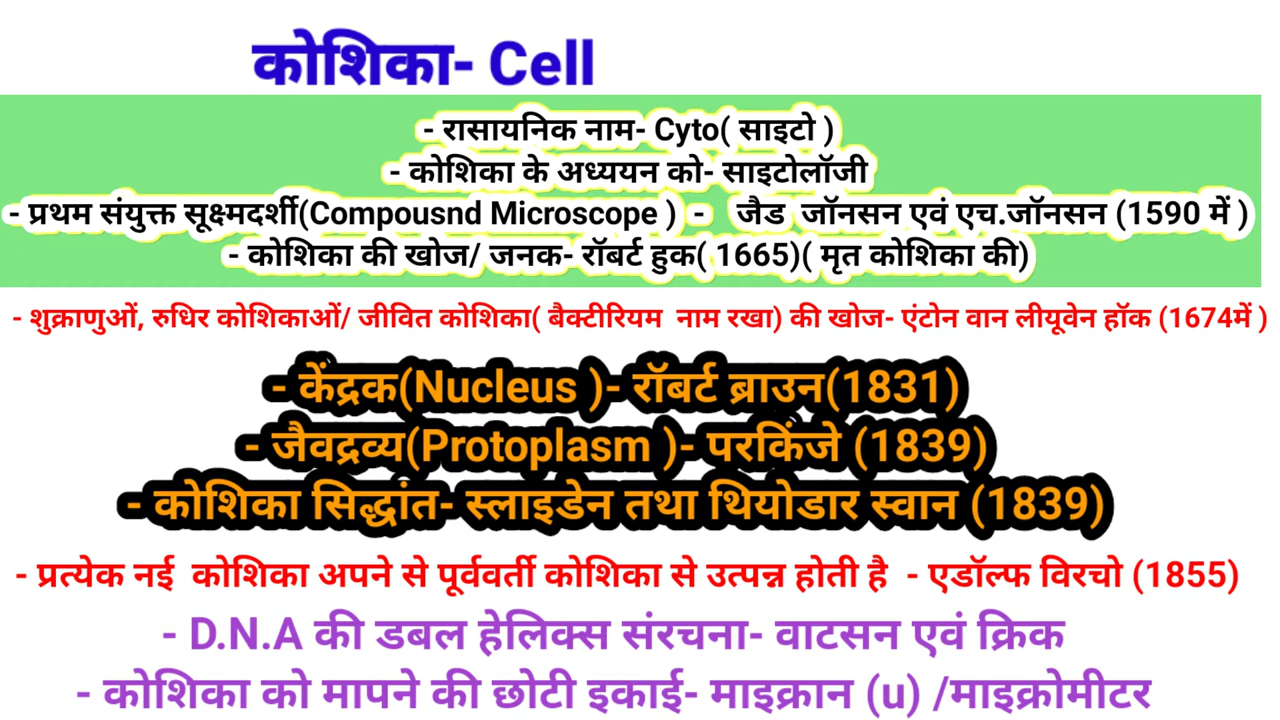 कोशिका- Cell
- रासायनिक नाम- Cyto( साइटो )
- कोशिका के अध्ययन को- साइटोलॉजी
- प्रथम संयुक्त सूक्ष्मदर्शी(Compousnd Microscope ) - जैड जॉनसन एवं एच.जॉनसन (1590 में )
- कोशिका की खोज/ जनक- रॉबर्ट हुक( 1665)( मृत कोशिका की)
- शुक्राणुओं, रुधिर कोशिकाओं/ जीवित कोशिका( बैक्टीरियम नाम रखा) की खोज- एंटोन वान लीयूवेन हॉक (1674में )
- केंद्रक(Nucleus )- रॉबर्ट ब्राउन(1831)
- जैवद्रव्य(Protoplasm )- परकिंजे (1839)
- कोशिका सिद्धांत- स्लाइडेन तथा थियोडार स्वान (1839)
- प्रत्येक नई कोशिका अपने से पूर्ववर्ती कोशिका से उत्पन्न होती है - एडॉल्फ विरचो (1855)
- D.N.A की डबल हेलिक्स संरचना- वाटसन एवं क्रिक
- कोशिका को मापने की छोटी इकाई- माइक्रान (u) /माइक्रोमीटर